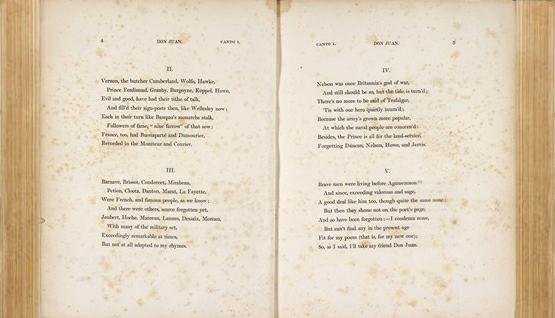 4 DON JUAN. CANTO I.
II.
Vernon, the butcher Cumberland, Wolfe, Hawke,
Prince Ferdinand, Granby, Burgoyne, Keppel, Howe,
Evil and good, have had their tithe of talk,
And fill'd their sign-posts then, like Wellesley now;
Each in their turn like Banquo's monarchs stalk,
Followers of fame, "nine farrow" of that sow:
France, too, had Buonaparté and Dumourier,
Recorded in the Moniteur and Courier.
III.
Barnave, Brissot, Condorcet, Mirabeau,
Petion, Clootz, Danton, Marat, La Fayette,
Were French, and famous people, as we know;
And there were others, scarce forgotten yet,
Joubert, Hoche, Marceau, Lannes, Dessaix, Moreau,
With many of the military set,
Exceedingly remarkable at times,
But not at all adapted to my rhymes.
CANTO I. DON JUAN. 5
IV.
Nelson was once Britannia's god of war,
And still should be so, but the tide is turn'd;
There's no more to be said of Trafalgar,
'Tis with our hero quietly inurn'd;
Because the army's grown more popular,
At which the naval people are concern'd:
Besides, the Prince is all for the land-service,
Forgetting Duncan, Nelson, Howe, and Jervis.
V.
Brave men were living before Agamemnon
And since, exceeding valorous and sage,
A good deal like him too, though quite the same none;
But then they shone not on the poet's page,
And so have been forgotten:—I condemn none,
But can't find any in the present age
Fit for my poem (that is, for my new one);
So, as I said, I'll take my friend Don Juan.